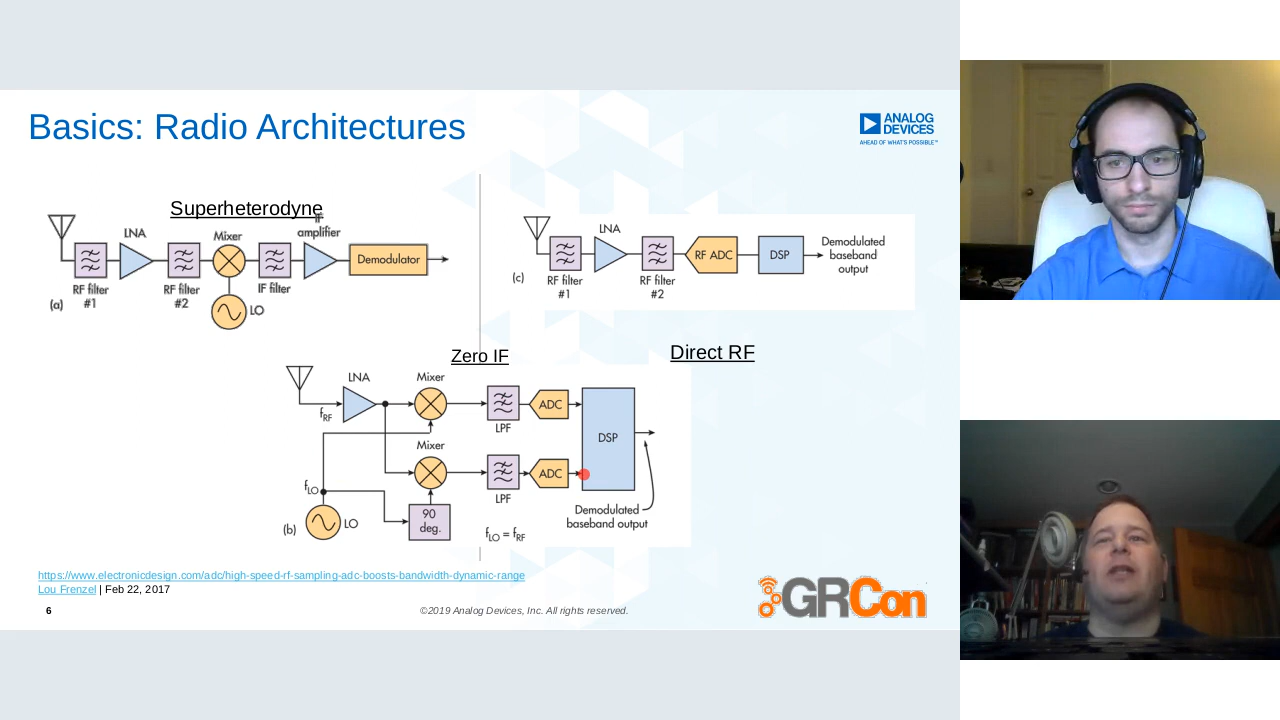 Basics: Radio Architectures
ANALOG
DEVICES
AHEAD OF WHAT'S POSSIBLE™
Superheterodyne
LNA
Mixer
IF
amplifier
Demodulator
RF filter
#1
RF filter
#2
IF filter
LO
(a)
LNA
RF ADC
DSP
Demodulated
baseband
output
(c)
RF filter
#1
RF filter
#2
Zero IF
Direct RF
LNA
Mixer
fRF
LPF
ADC
DSP
Mixer
LPF
ADC
fLO
LO
90
deg.
(b)
fLO = fRF
Demodulated
baseband output
https://www.electronicdesign.com/adc/high-speed-rf-sampling-adc-boosts-bandwidth-dynamic-range
Lou Frenzel | Feb 22, 2017
6
©2019 Analog Devices, Inc. All rights reserved.
GRCon